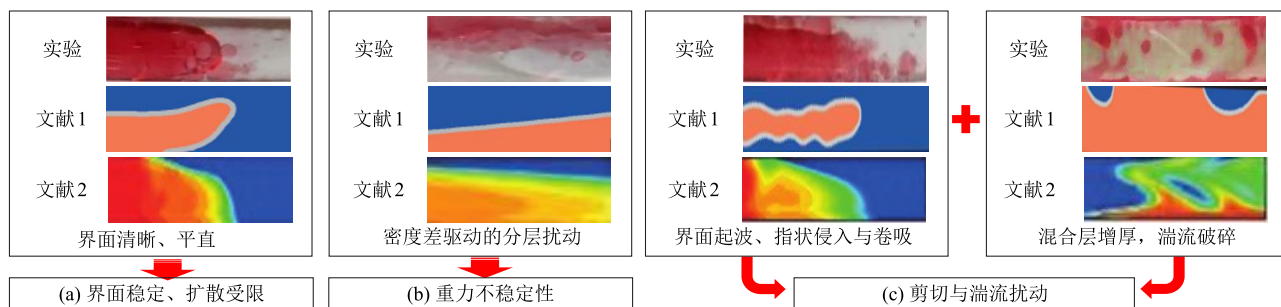 实验
文献1
文献2
界面清晰、平直
(a) 界面稳定、扩散受限
实验
文献1
文献2
密度差驱动的分层扰动
(b) 重力不稳定性
实验
文献1
文献2
界面起波、指状侵入与卷吸
实验
文献1
文献2
混合层增厚，湍流破碎
(c) 剪切与湍流扰动